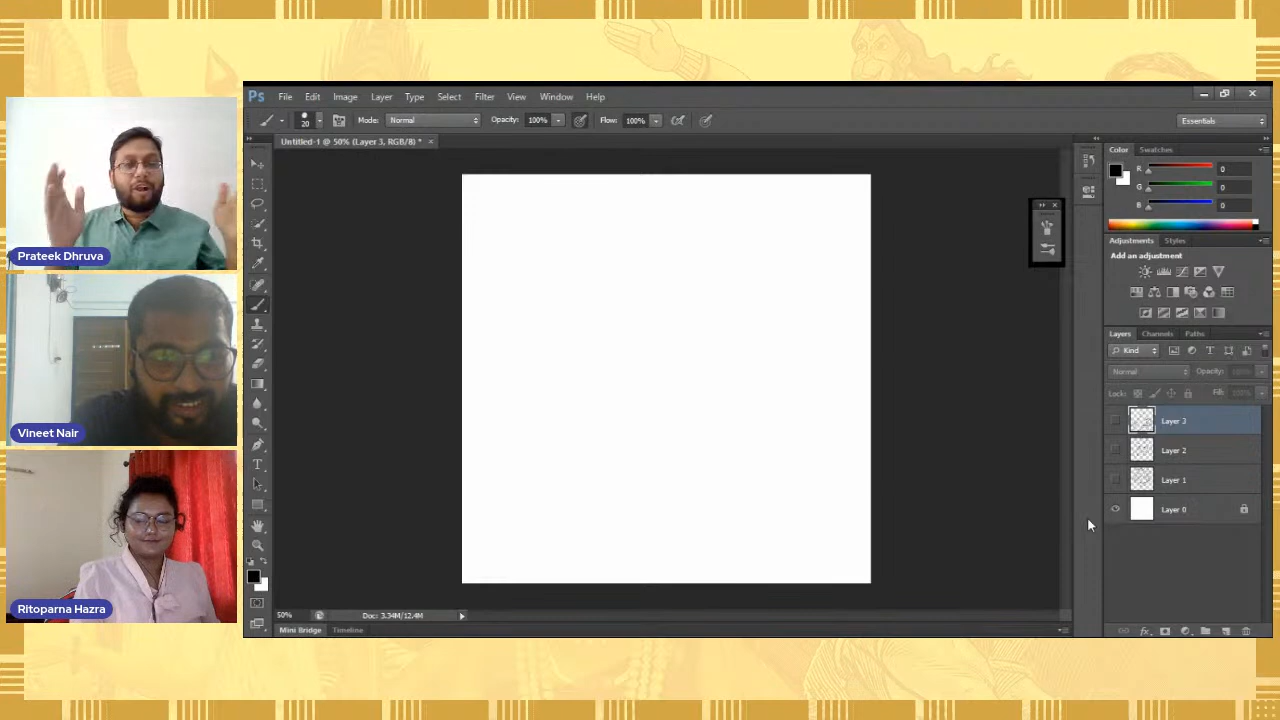 Prateek Dhruva
Vineet Nair
Ritoparna Hazra
Ps File Edit Image Layer Type Select Filter View Window Help
20 Mode: Normal Opacity: 100% Flow: 100% Essentials
Untitled-1 @ 50% (Layer 3, RGB/8) *
Color Swatches
R 0
G 0
B 0
Adjustments Styles
Add an adjustment
Layers Channels Paths
Kind
Normal Opacity: 100%
Lock: Fill: 100%
Layer 3
Layer 2
Layer 1
Layer 0
50% Doc: 3.34M/12.4M
Mini Bridge Timeline